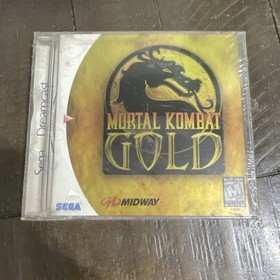 Sega Dreamcast
MORTAL KOMBAT
GOLD
SEGA
MIDWAY